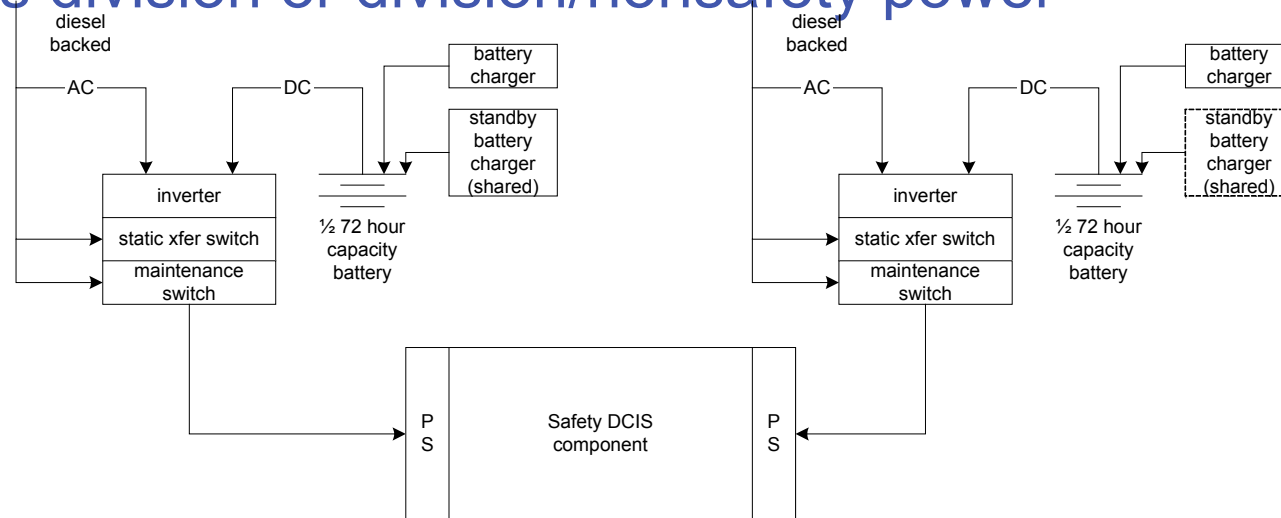 division or division/nonsafety power
diesel
backed
AC
DC
battery
charger
standby
battery
charger
(shared)
inverter
static xfer switch
maintenance
switch
½ 72 hour
capacity
battery
diesel
backed
AC
DC
battery
charger
standby
battery
charger
(shared)
inverter
static xfer switch
maintenance
switch
½ 72 hour
capacity
battery
P
S
Safety DCIS
component
P
S